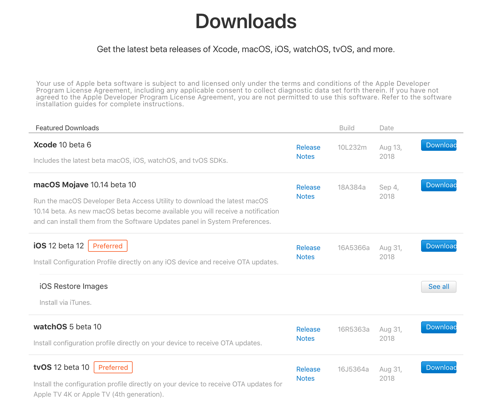 Downloads
Get the latest beta releases of Xcode, macOS, iOS, watchOS, tvOS, and more.
Your use of Apple beta software is subject to and licensed only under the terms and conditions of the Apple Developer
Program License Agreement, including any applicable consent to collect diagnostic data set forth therein. If you have not
agreed to the Apple Developer Program License Agreement, you are not permitted to use this software. Refer to the software
installation guides for complete instructions.
Featured Downloads Build Date
Xcode 10 beta 6 Release Notes 10L232m Aug 13, 2018 Download
Includes the latest beta macOS, iOS, watchOS, and tvOS SDKs.
macOS Mojave 10.14 beta 10 Release Notes 18A384a Sep 4, 2018 Download
Run the macOS Developer Beta Access Utility to download the latest macOS
10.14 beta. As new macOS betas become available you will receive a notification
and can install them from the Software Updates panel in System Preferences.
iOS 12 beta 12 Preferred Release Notes 16A5366a Aug 31, 2018 Download
Install Configuration Profile directly on any iOS device and receive OTA updates.
iOS Restore Images See all
Install via iTunes.
watchOS 5 beta 10 Release Notes 16R5363a Aug 31, 2018 Download
Install configuration profile directly on your device to receive OTA updates.
tvOS 12 beta 10 Preferred Release Notes 16J5364a Aug 31, 2018 Download
Install the configuration profile directly on your device to receive OTA updates for
Apple TV 4K or Apple TV (4th generation).